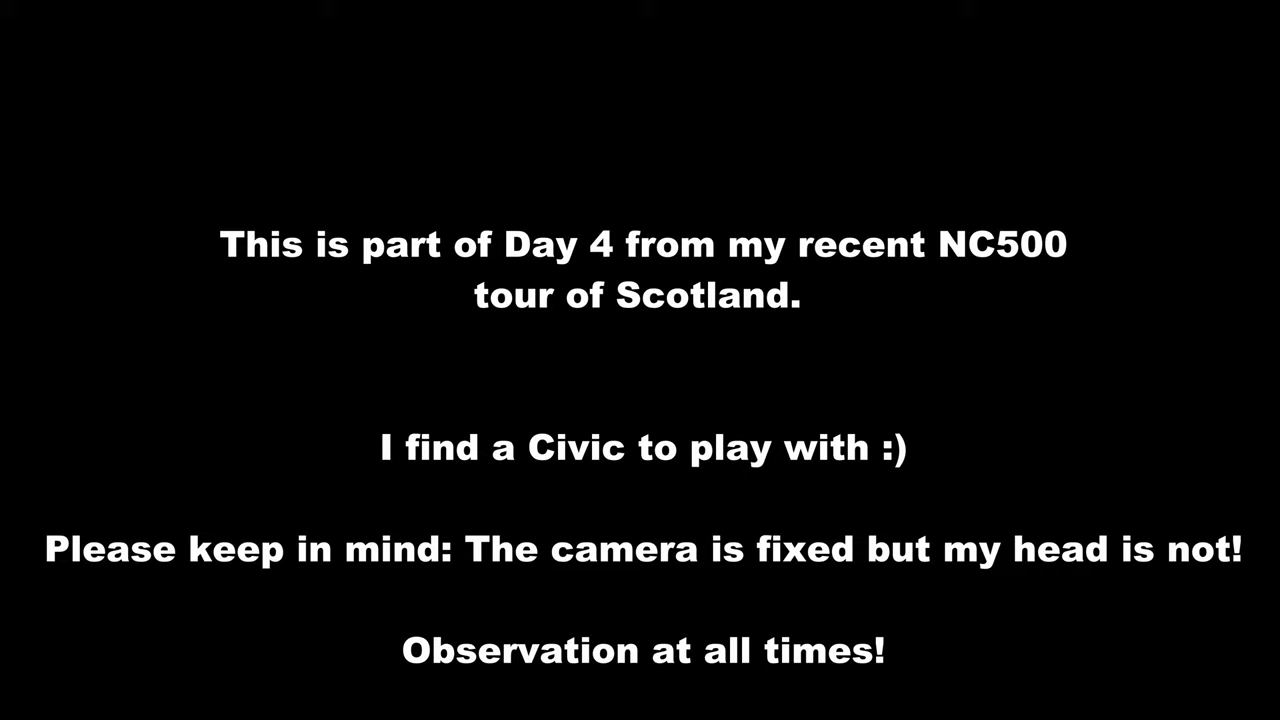 This is part of Day 4 from my recent NC500
tour of Scotland.
I find a Civic to play with :)
Please keep in mind: The camera is fixed but my head is not!
Observation at all times!